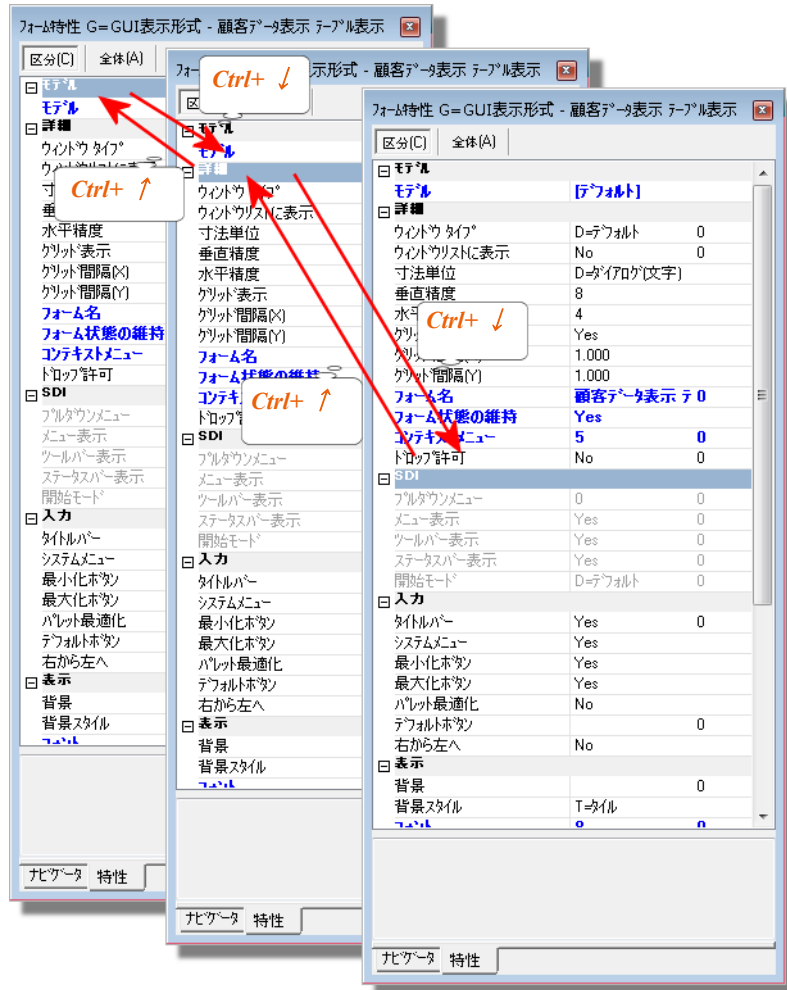 フォーム特性 G=GUI表示形式 - 顧客データ表示 テーブル表示
区分(C) 全体(A)
モデル
モデル
詳細
ウィンドウ タイプ
Ctrl+ ↑
水平精度
グリッド表示
グリッド間隔(X)
グリッド間隔(Y)
フォーム名
フォーム状態の維持
コンテキストメニュー
ドロップ許可
SDI
プルダウンメニュー
メニュー表示
ツールバー表示
ステータスバー表示
開始モード
入力
タイトルバー
システムメニュー
最小化ボタン
最大化ボタン
パレット最適化
デフォルトボタン
右から左へ
表示
背景
背景スタイル
フォント
ナビゲータ 特性
示形式 - 顧客データ表示 テーブル表示
Ctrl+ ↓
モデル
モデル
詳細
ウィンドウ タイプ
ウィンドウリストに表示
寸法単位
垂直精度
水平精度
グリッド表示
グリッド間隔(X)
グリッド間隔(Y)
フォーム名
フォーム状態の維持
Ctrl+ ↑
SDI
プルダウンメニュー
メニュー表示
ツールバー表示
ステータスバー表示
開始モード
入力
タイトルバー
システムメニュー
最小化ボタン
最大化ボタン
パレット最適化
デフォルトボタン
右から左へ
表示
背景
背景スタイル
フォント
ナビゲータ 特性
フォーム特性 G=GUI表示形式 - 顧客データ表示 テーブル表示
区分(C) 全体(A)
モデル
モデル [デフォルト]
詳細
ウィンドウ タイプ D=デフォルト 0
ウィンドウリストに表示 No 0
寸法単位 D=ダイアログ(文字)
垂直精度 8
4
Ctrl+ ↓
Yes
1.000
グリッド間隔(Y) 1.000
フォーム名 顧客データ表示 テ 0
フォーム状態の維持 Yes
コンテキストメニュー 5 0
ドロップ許可 No 0
SDI
プルダウンメニュー 0 0
メニュー表示 Yes 0
ツールバー表示 Yes 0
ステータスバー表示 Yes 0
開始モード D=デフォルト 0
入力
タイトルバー Yes 0
システムメニュー Yes
最小化ボタン Yes
最大化ボタン Yes
パレット最適化 No
デフォルトボタン 0
右から左へ No
表示
背景 0
背景スタイル T=タイル
フォント 8 0
ナビゲータ 特性